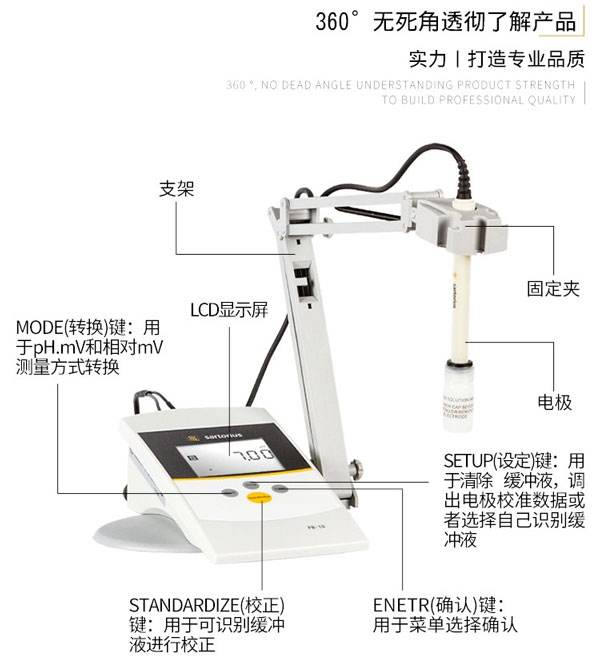 360° 无死角透彻了解产品
实力丨打造专业品质
360 °, NO DEAD ANGLE UNDERSTANDING PRODUCT STRENGTH
TO BUILD PROFESSIONAL QUALITY
支架
固定夹
LCD显示屏
MODE(转换)键：用
于pH.mV和相对mV
测量方式转换
sartorius
电极
sartorius
7.00
PB-10
SETUP(设定)键：用
于清除 缓冲液，调
出电极校准数据或
者选择自己识别缓
冲液
STANDARDIZE(校正)
键：用于可识别缓冲
液进行校正
ENETR(确认)键：
用于菜单选择确认